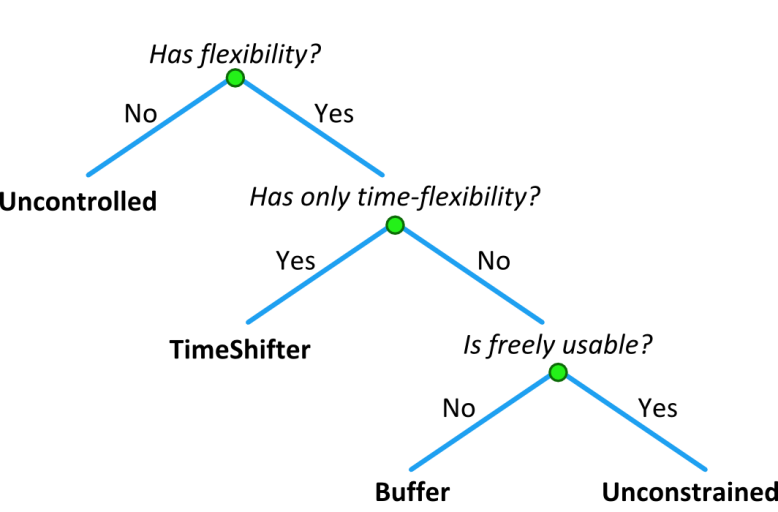 Has flexibility?
No
Yes
Uncontrolled
Has only time-flexibility?
Yes
No
TimeShifter
Is freely usable?
No
Yes
Buffer
Unconstrained